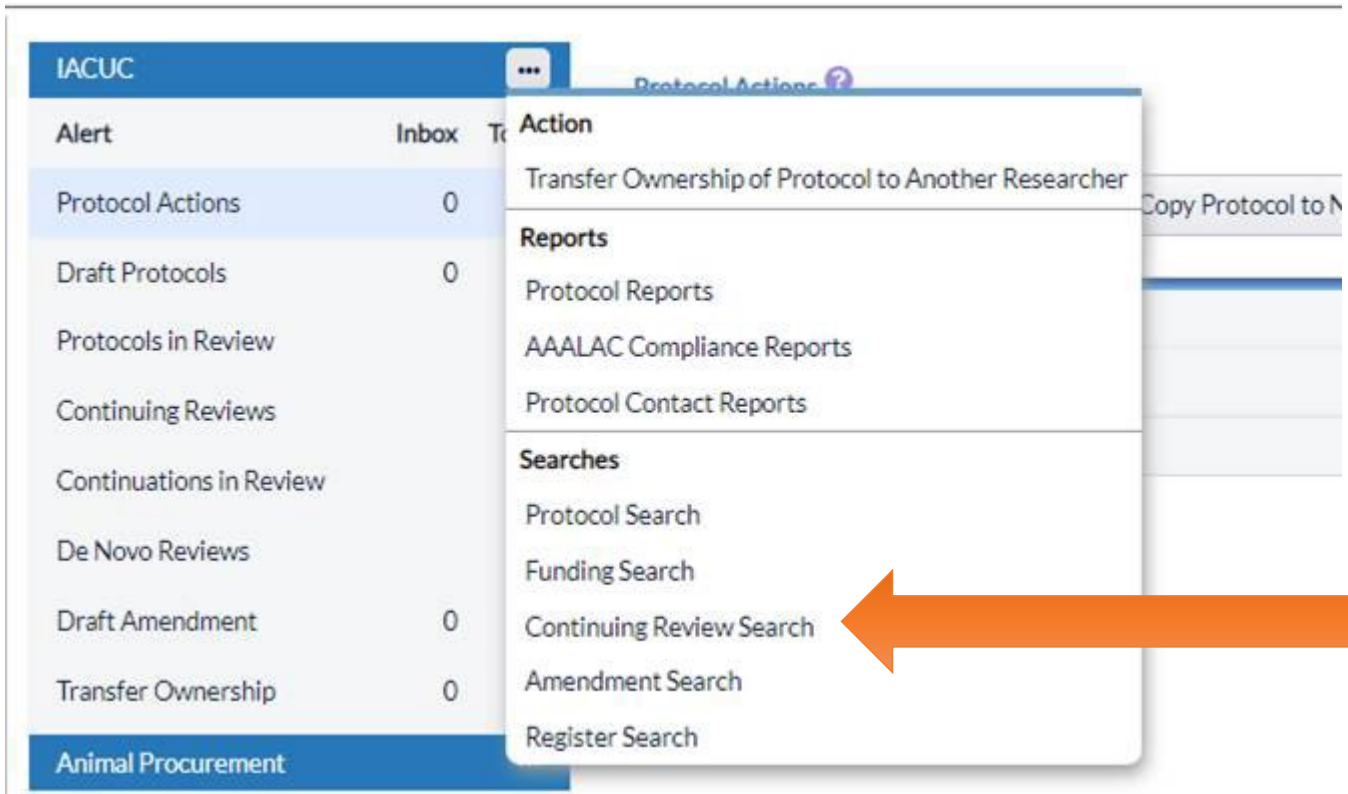 IACUC
...
Protocol Actions ?
Alert Inbox
Protocol Actions 0
Draft Protocols 0
Protocols in Review
Continuing Reviews
Continuations in Review
De Novo Reviews
Draft Amendment 0
Transfer Ownership 0
Animal Procurement
Action
Transfer Ownership of Protocol to Another Researcher
Reports
Protocol Reports
AAALAC Compliance Reports
Protocol Contact Reports
Searches
Protocol Search
Funding Search
Continuing Review Search
Amendment Search
Register Search
Copy Protocol to